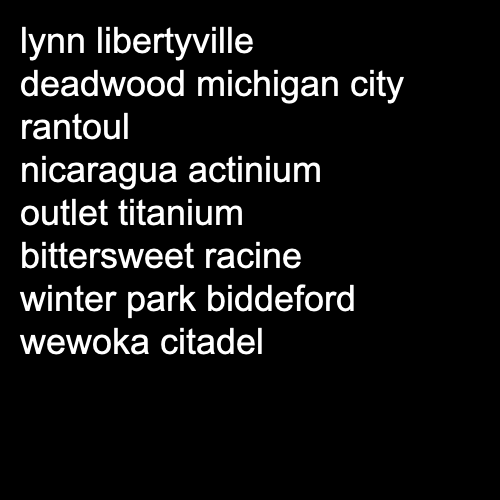 lynn libertyville
deadwood michigan city
rantoul
nicaragua actinium
outlet titanium
bittersweet racine
winter park biddeford
wewoka citadel